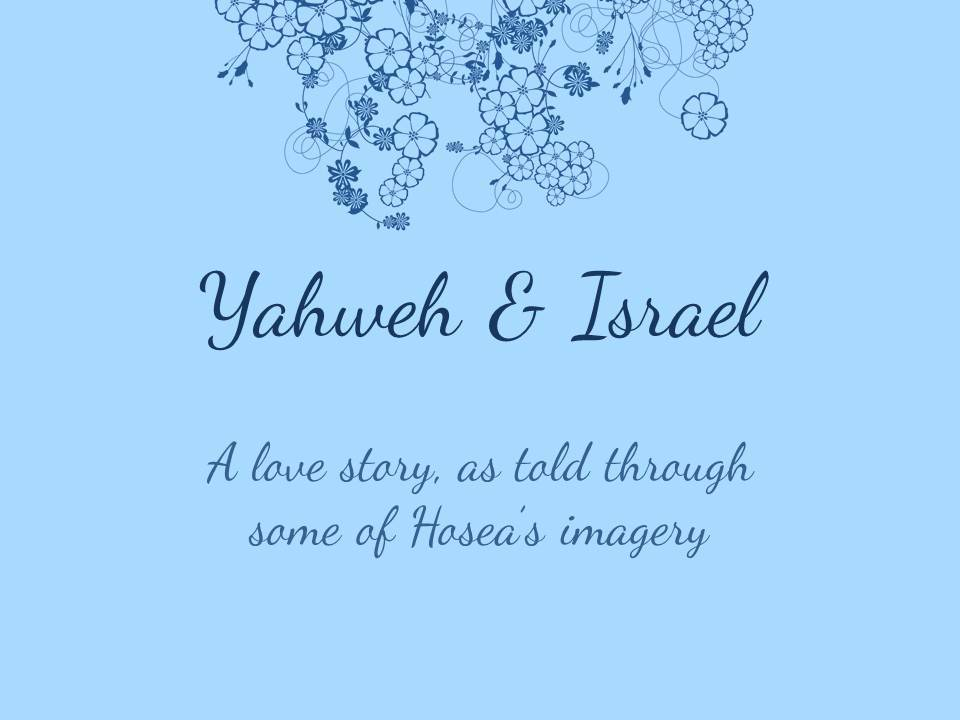 Yahweh & Israel
A love story, as told through
some of Hosea's imagery